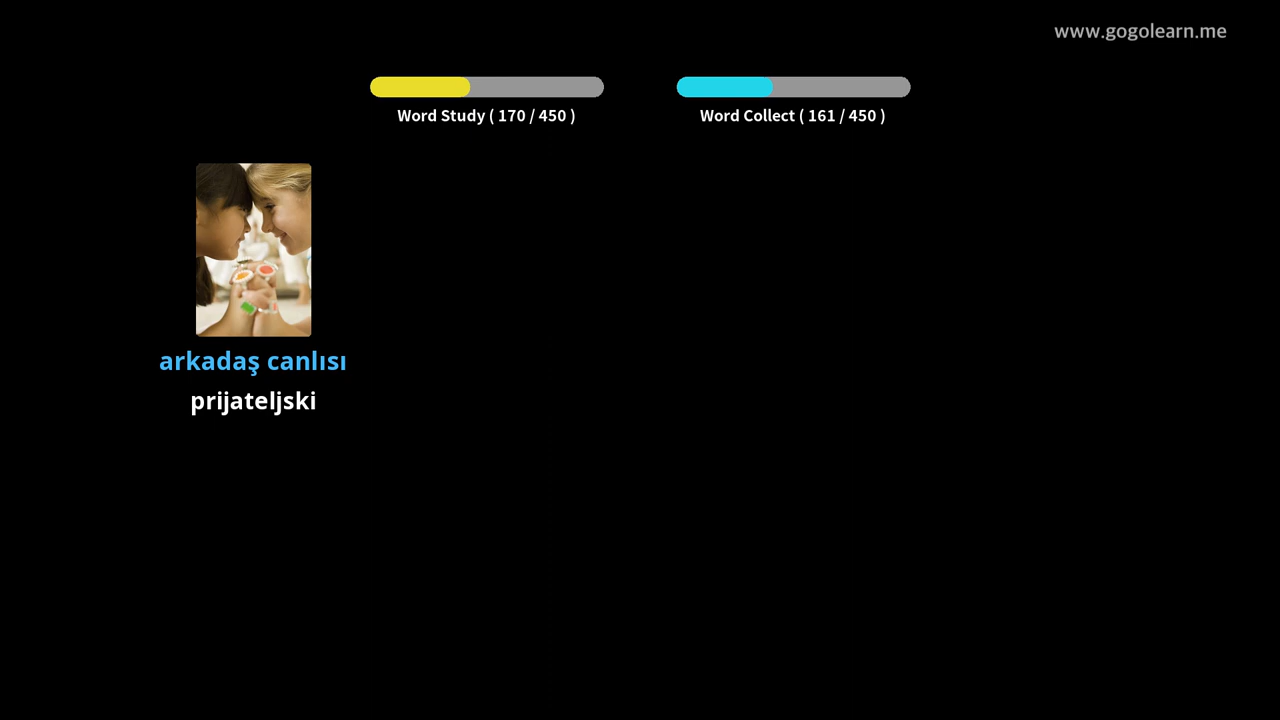 www.gogolearn.me
Word Study ( 170 / 450 )
Word Collect ( 161 / 450 )
arkadaş canlısı
prijateljski